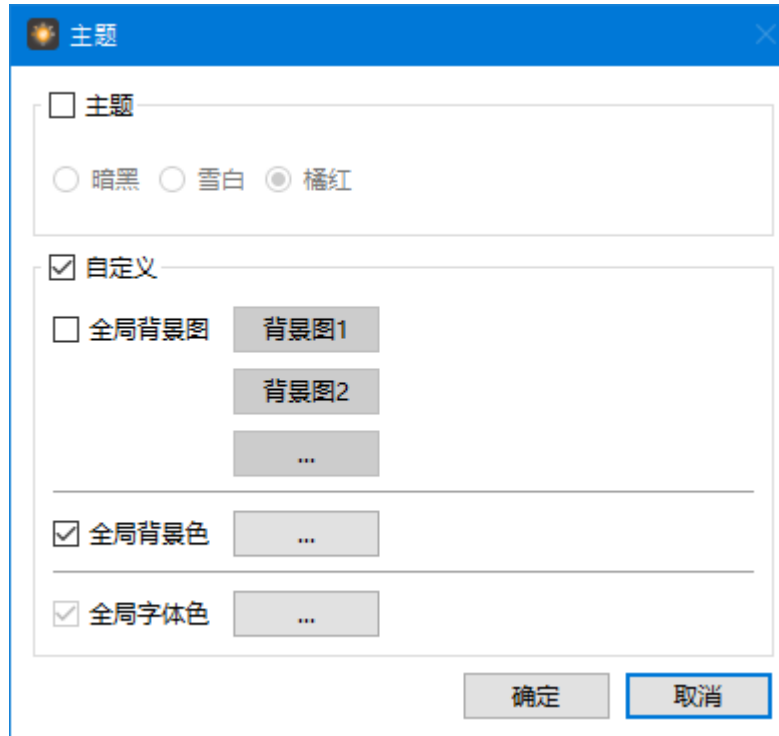 主题
主题
暗黑 雪白 橘红
自定义
全局背景图 背景图1
背景图2
...
全局背景色 ...
全局字体色 ...
确定 取消